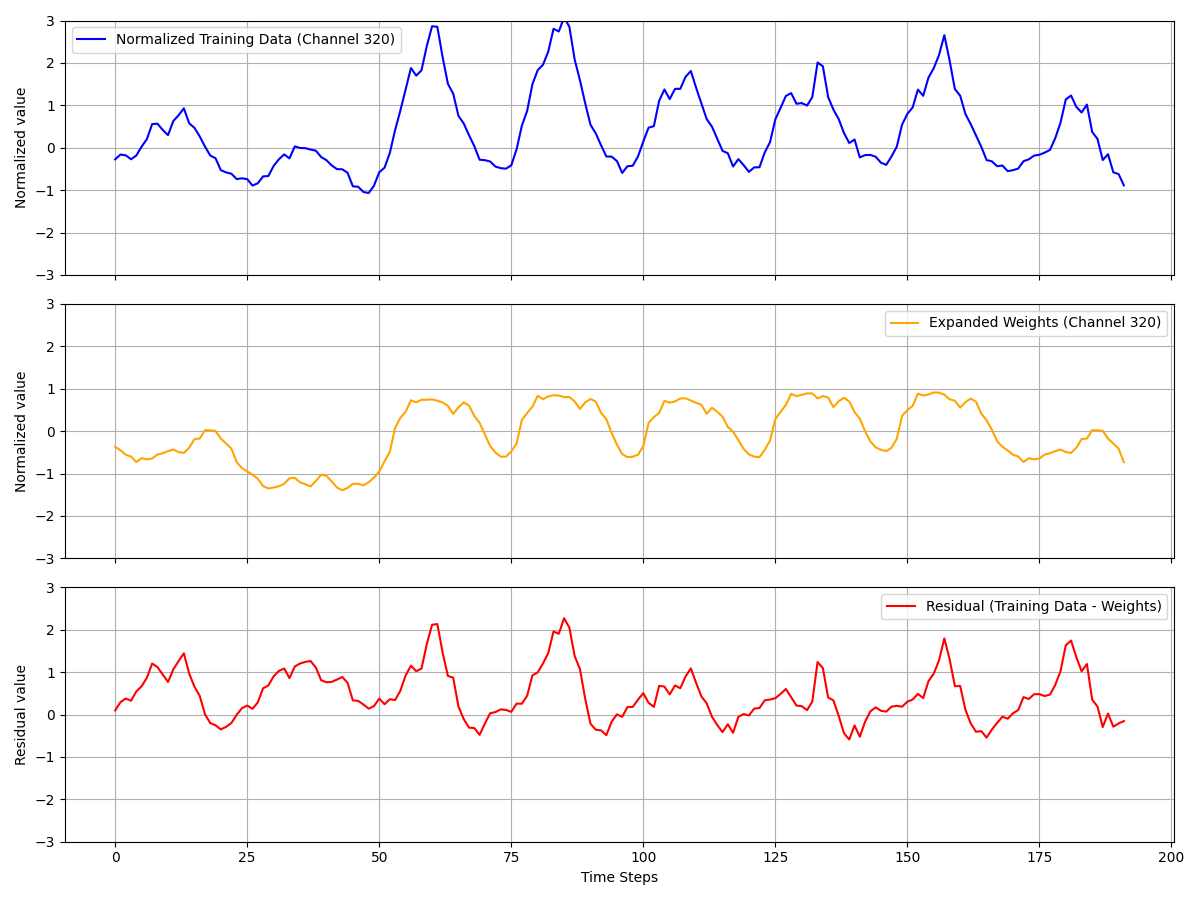 Normalized Training Data (Channel 320)
Normalized value
3
2
1
0
−1
−2
−3
Expanded Weights (Channel 320)
Normalized value
3
2
1
0
−1
−2
−3
Residual (Training Data - Weights)
Residual value
3
2
1
0
−1
−2
−3
0 25 50 75 100 125 150 175 200
Time Steps